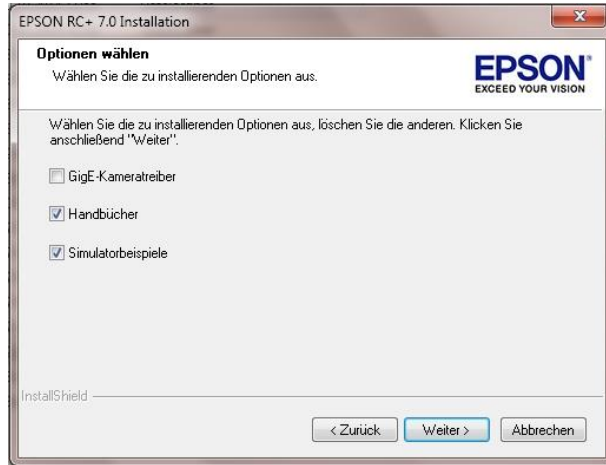 EPSON RC+ 7.0 Installation
Optionen wählen
Wählen Sie die zu installierenden Optionen aus.
EPSON
EXCEED YOUR VISION
Wählen Sie die zu installierenden Optionen aus, löschen Sie die anderen. Klicken Sie
anschließend "Weiter".
GigE-Kameratreiber
Handbücher
Simulatorbeispiele
InstallShield
< Zurück
Weiter >
Abbrechen